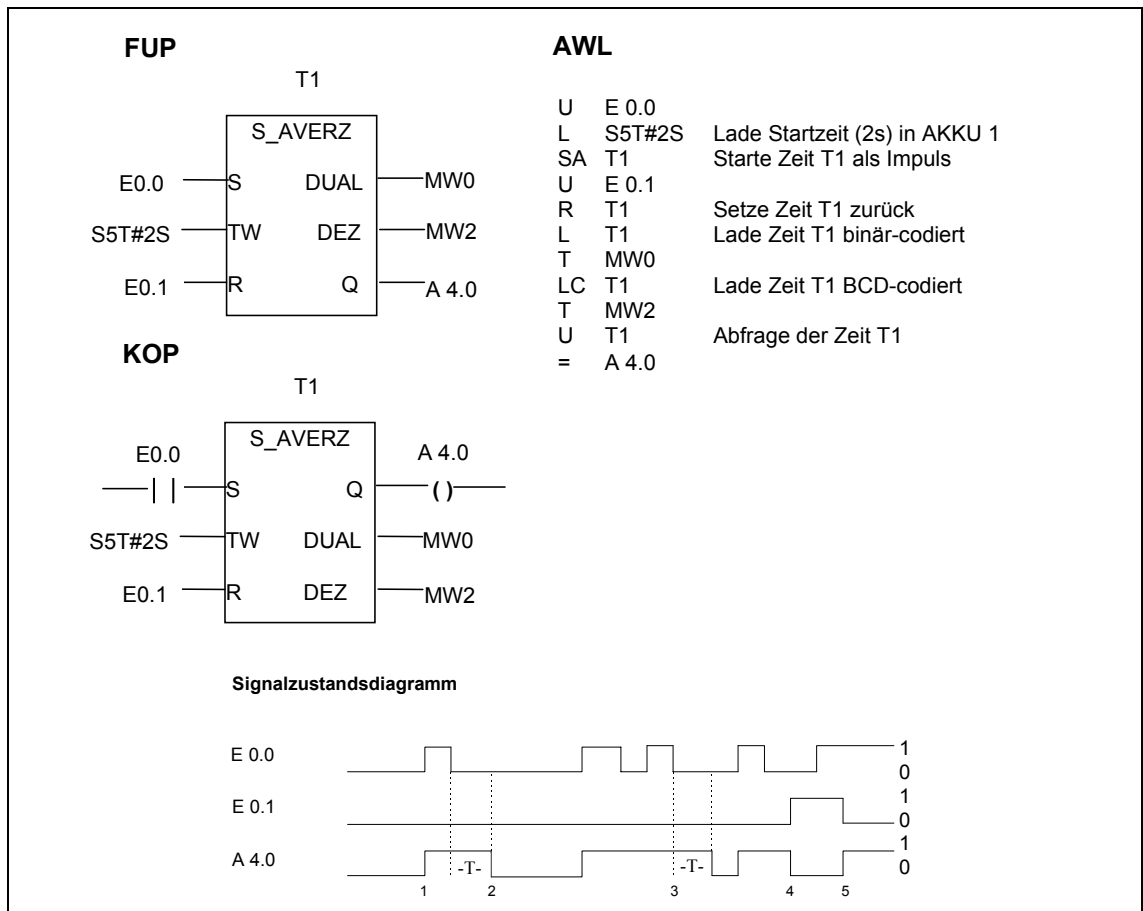 FUP
T1
S_AVERZ
E0.0 S DUAL MW0
S5T#2S TW DEZ MW2
E0.1 R Q A 4.0
KOP
T1
S_AVERZ
E0.0 A 4.0
S Q ( )
S5T#2S TW DUAL MW0
E0.1 R DEZ MW2
AWL
U E 0.0
L S5T#2S Lade Startzeit (2s) in AKKU 1
SA T1 Starte Zeit T1 als Impuls
U E 0.1
R T1 Setze Zeit T1 zurück
L T1 Lade Zeit T1 binär-codiert
T MW0
LC T1 Lade Zeit T1 BCD-codiert
T MW2
U T1 Abfrage der Zeit T1
= A 4.0
Signalzustandsdiagramm
E 0.0 1
0
E 0.1 1
0
A 4.0 -T- -T- 1
0
1 2 3 4 5